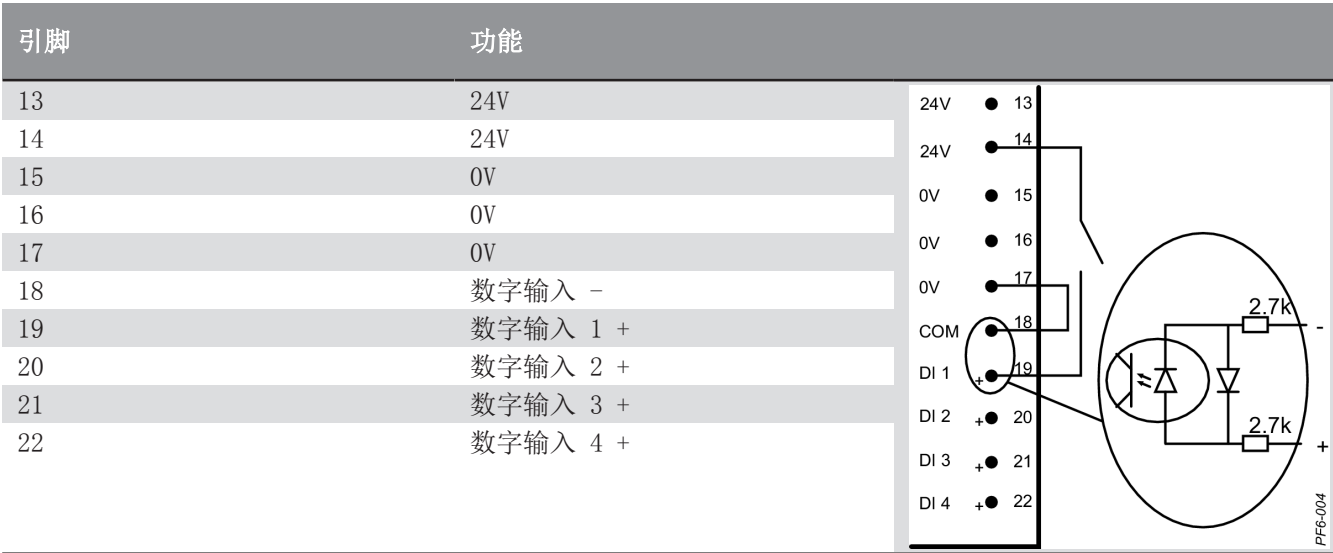 引脚 功能
13 24V
14 24V
15 0V
16 0V
17 0V
18 数字输入 -
19 数字输入 1 +
20 数字输入 2 +
21 数字输入 3 +
22 数字输入 4 +
24V 13
24V 14
0V 15
0V 16
0V 17
COM 18
DI 1 + 19
DI 2 + 20
DI 3 + 21
DI 4 + 22
2.7k -
2.7k +
PF6-004